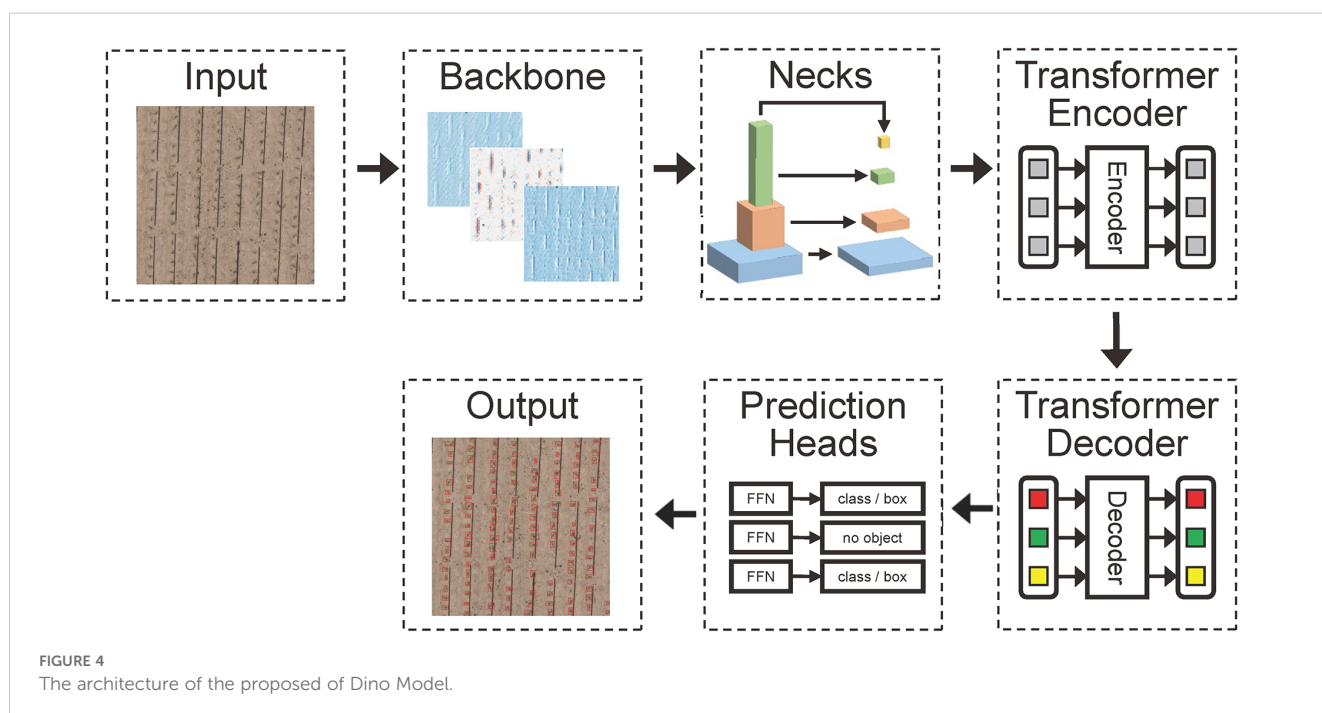 Input
Backbone
Necks
Transformer
Encoder
Encoder
Transformer
Decoder
Decoder
Prediction
Heads
FFN class / box
FFN no object
FFN class / box
Output
FIGURE 4
The architecture of the proposed of Dino Model.